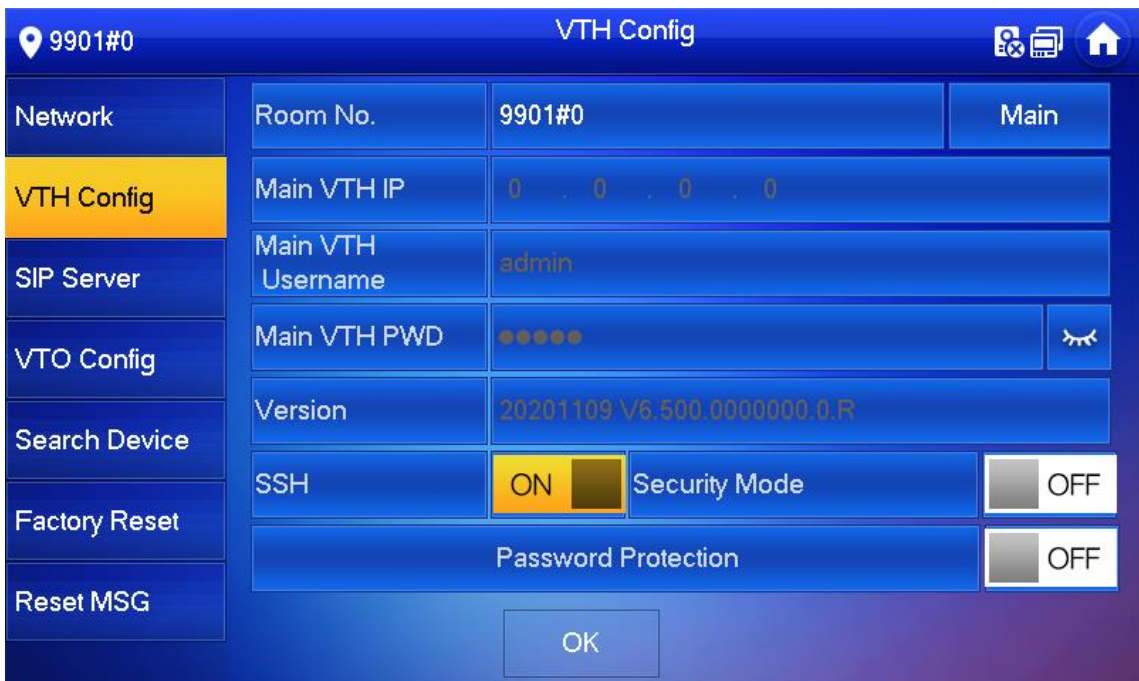 9901#0
VTH Config
Network
VTH Config
SIP Server
VTO Config
Search Device
Factory Reset
Reset MSG
Room No.
9901#0
Main
Main VTH IP
0 . 0 . 0 . 0
Main VTH
Username
admin
Main VTH PWD
●●●●●
Version
20201109 V6.500.0000000.0.R
SSH
ON
Security Mode
OFF
Password Protection
OFF
OK